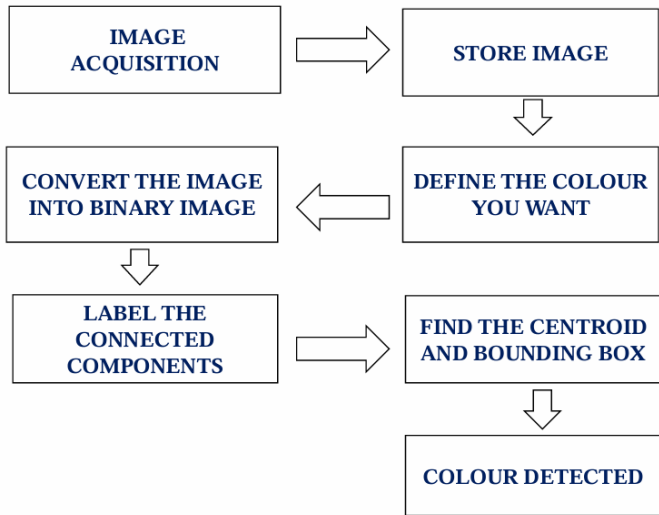 IMAGE
ACQUISITION
STORE IMAGE
DEFINE THE COLOUR
YOU WANT
CONVERT THE IMAGE
INTO BINARY IMAGE
LABEL THE
CONNECTED
COMPONENTS
FIND THE CENTROID
AND BOUNDING BOX
COLOUR DETECTED